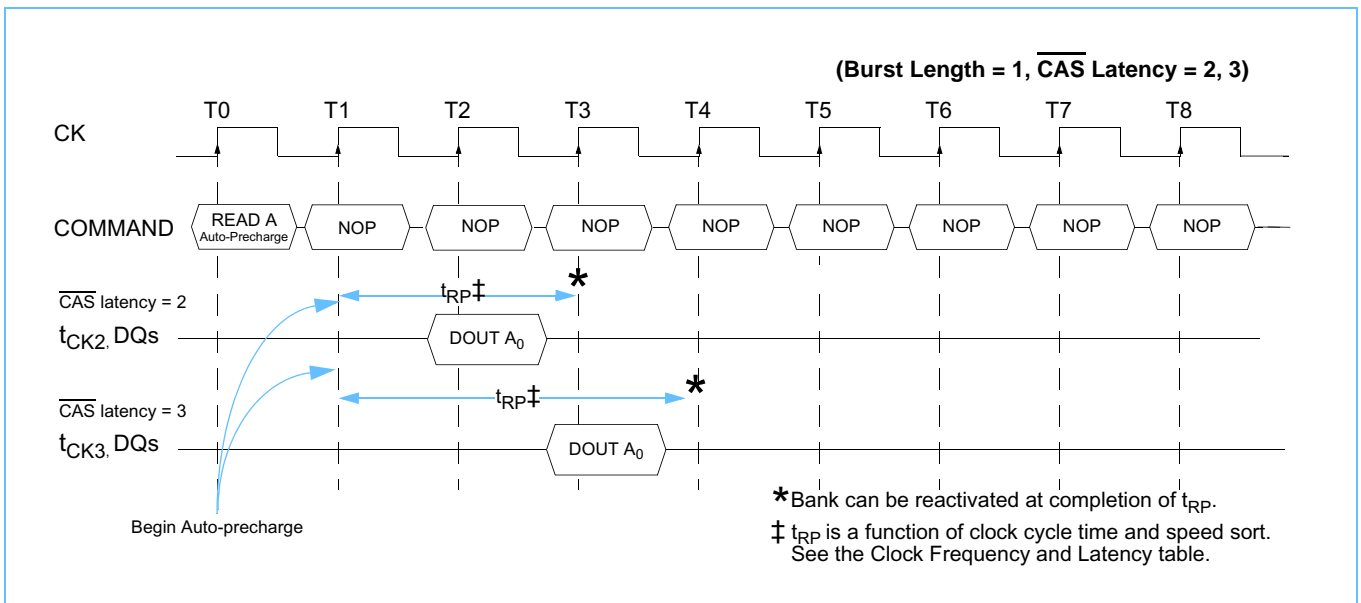 (Burst Length = 1, C̅A̅S̅ Latency = 2, 3)
T0 T1 T2 T3 T4 T5 T6 T7 T8
CK
COMMAND READ A Auto-Precharge NOP NOP NOP NOP NOP NOP NOP NOP
tRP‡ *
C̅A̅S̅ latency = 2
tCK2, DQs DOUT A0
tRP‡ *
C̅A̅S̅ latency = 3
tCK3, DQs DOUT A0
Begin Auto-precharge
*Bank can be reactivated at completion of tRP.
‡ tRP is a function of clock cycle time and speed sort.
See the Clock Frequency and Latency table.